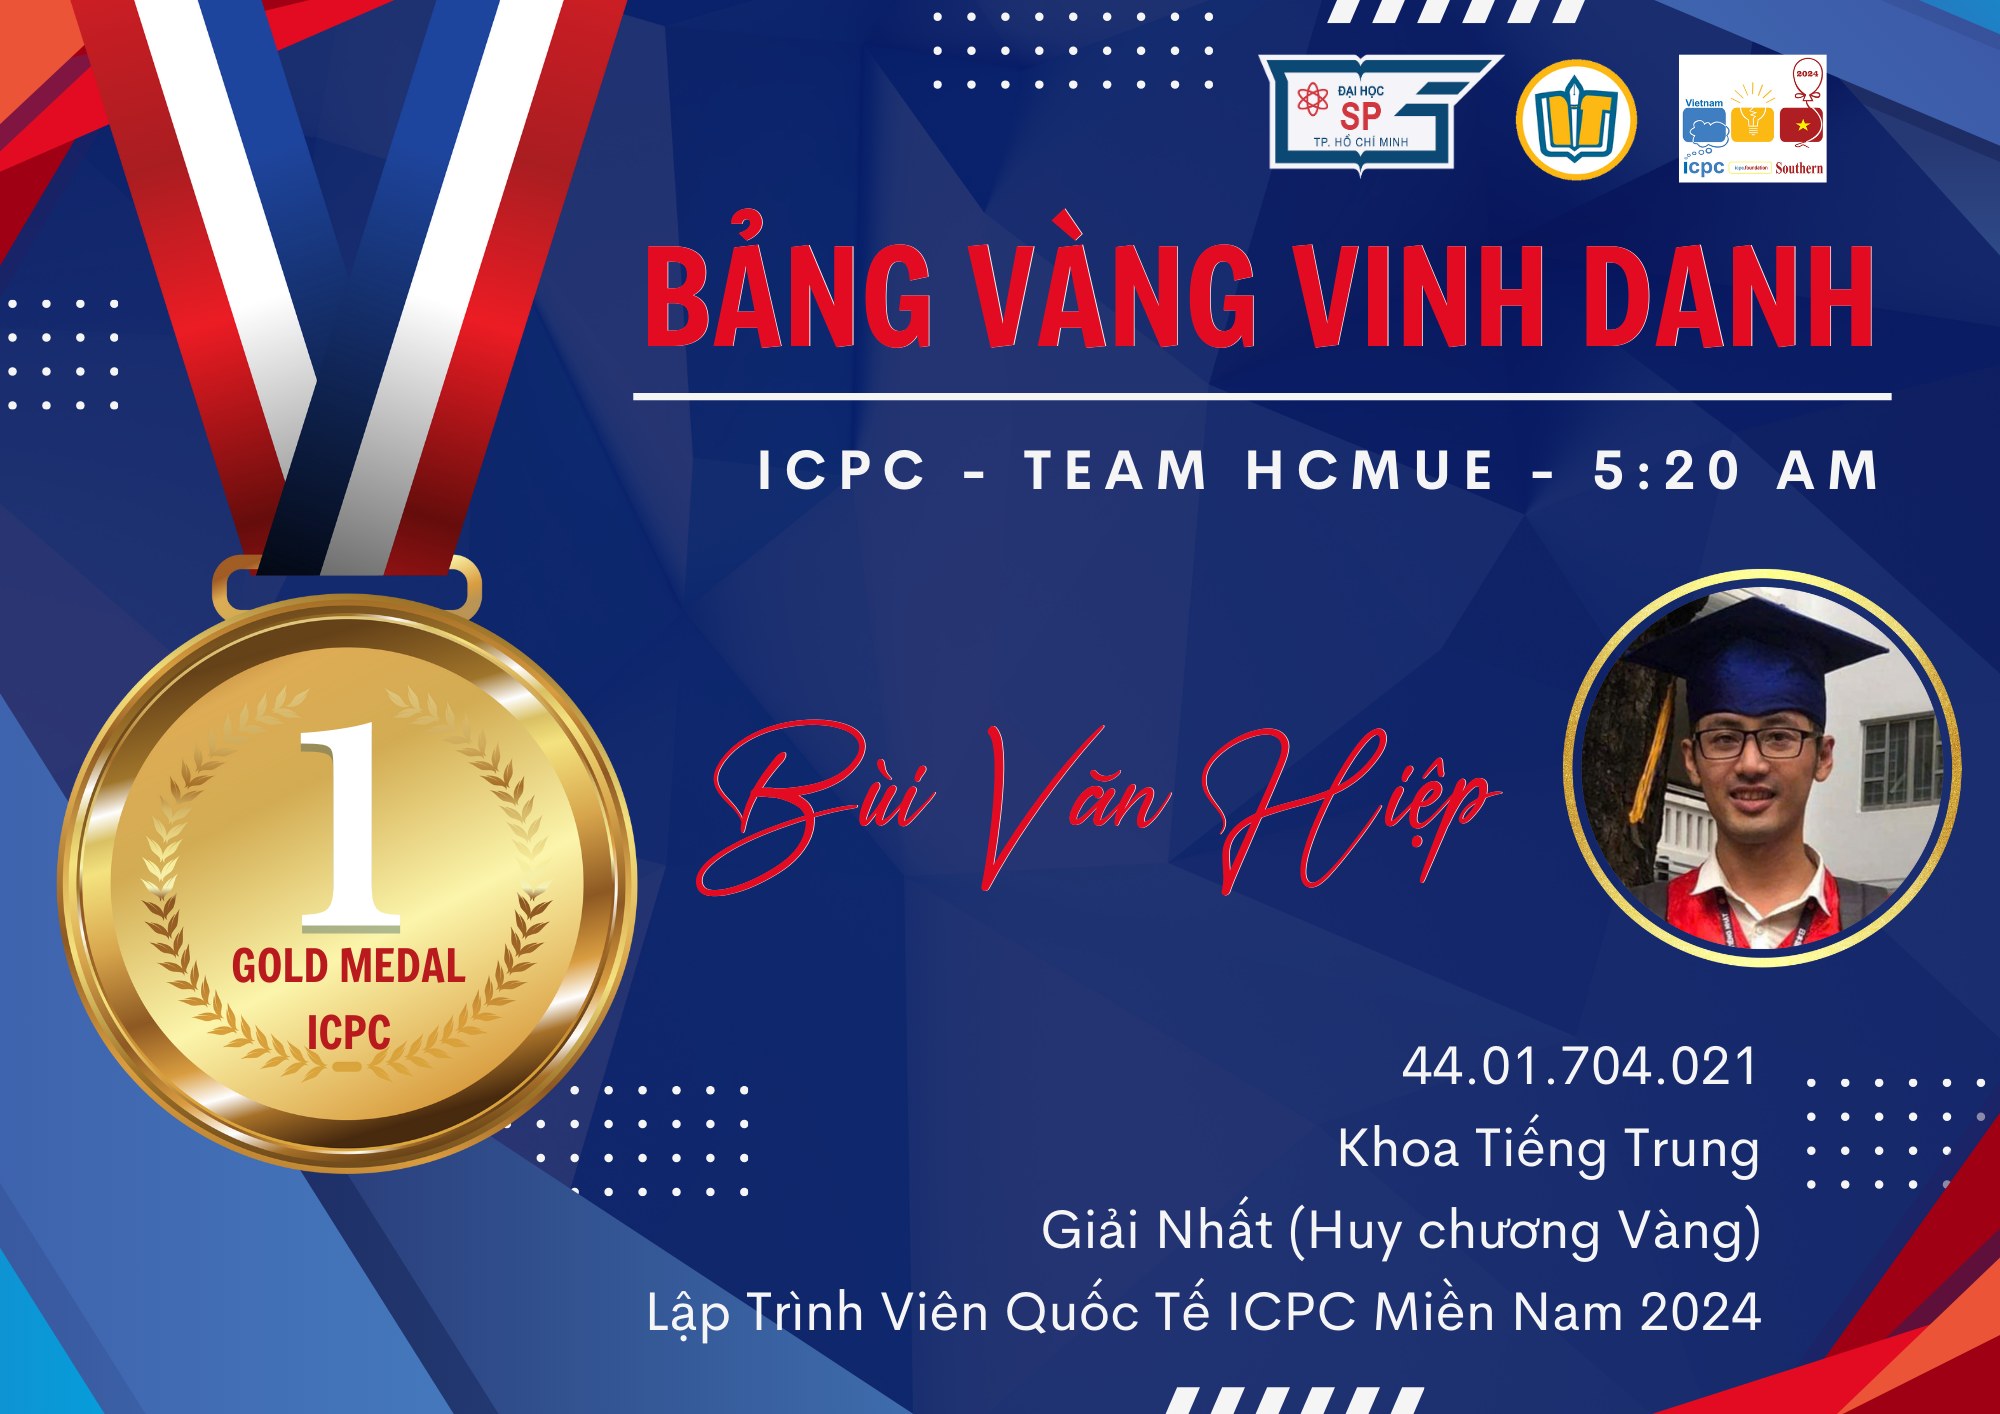 ĐẠI HỌC
SP
TP. HỒ CHÍ MINH
2024
Vietnam
icpc
icpc.foundation
Southern
BẢNG VÀNG VINH DANH
ICPC - TEAM HCMUE - 5:20 AM
Bùi Văn Hiệp
1
GOLD MEDAL
ICPC
44.01.704.021
Khoa Tiếng Trung
Giải Nhất (Huy chương Vàng)
Lập Trình Viên Quốc Tế ICPC Miền Nam 2024